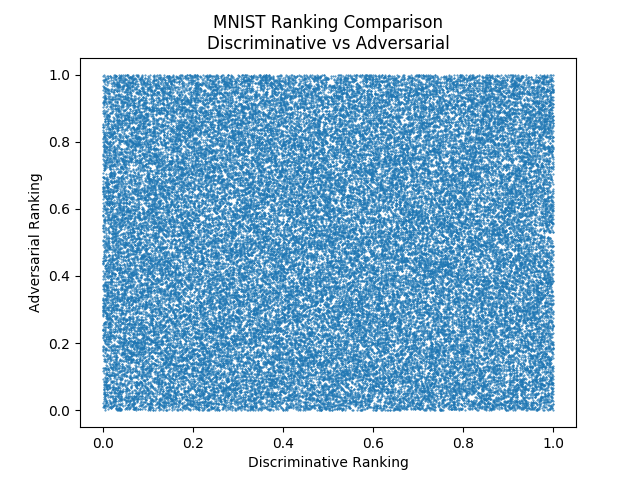 MNIST Ranking Comparison
Discriminative vs Adversarial
1.0
0.8
0.6
0.4
0.2
0.0
Adversarial Ranking
0.0 0.2 0.4 0.6 0.8 1.0
Discriminative Ranking